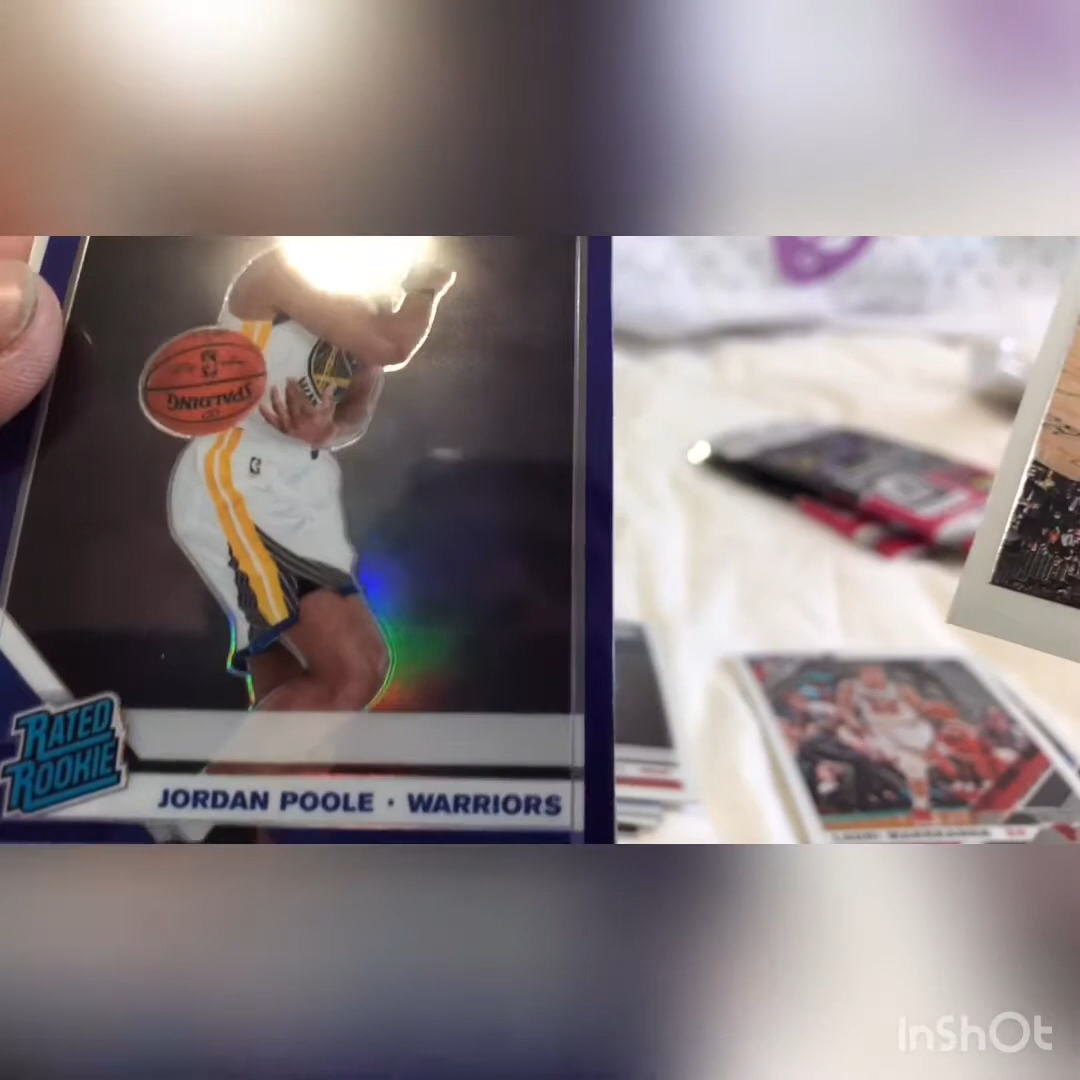 SPALDING
RATED
ROOKIE
JORDAN POOLE · WARRIORS
InShOt